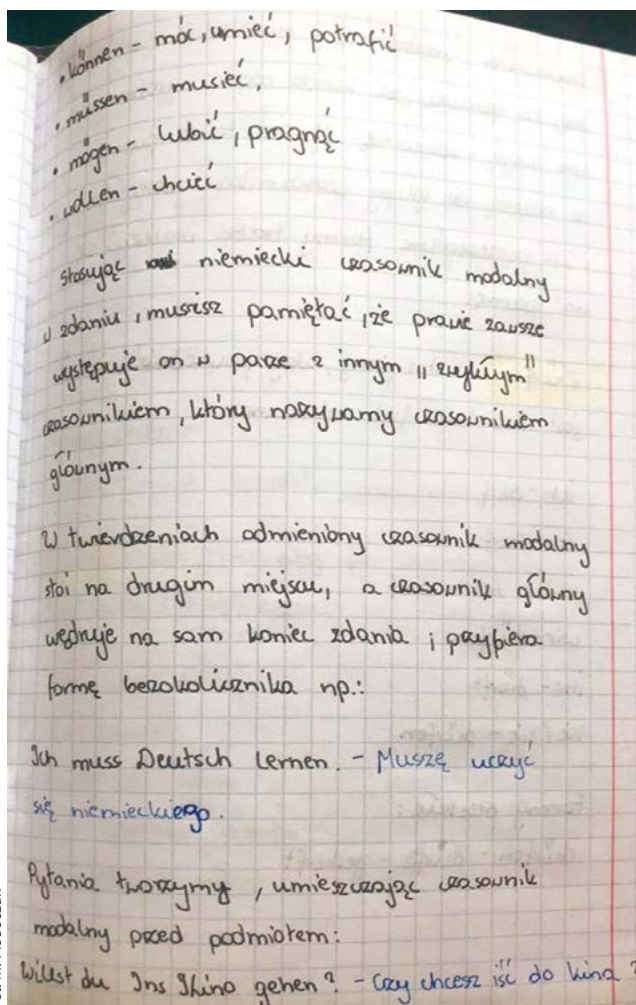 • können - móc, umieć, potrafić
• müssen - musieć,
• mögen - lubić, pragnąć
• wollen - chcieć
Stosując niemiecki czasownik modalny
w zdaniu, musisz pamiętać, że prawie zawsze
występuje on w parze z innym "zwykłym"
czasownikiem, który nazywamy czasownikiem
głównym.
W twierdzeniach odmieniony czasownik modalny
stoi na drugim miejscu, a czasownik główny
wędruje na sam koniec zdania i przybiera
formę bezokolicznika np.:
Ich muss Deutsch lernen. - Muszę uczyć
się niemieckiego.
Pytania tworzymy, umieszczając czasownik
modalny przed podmiotem:
Willst du Ins Kino gehen? - Czy chcesz iść do kina?